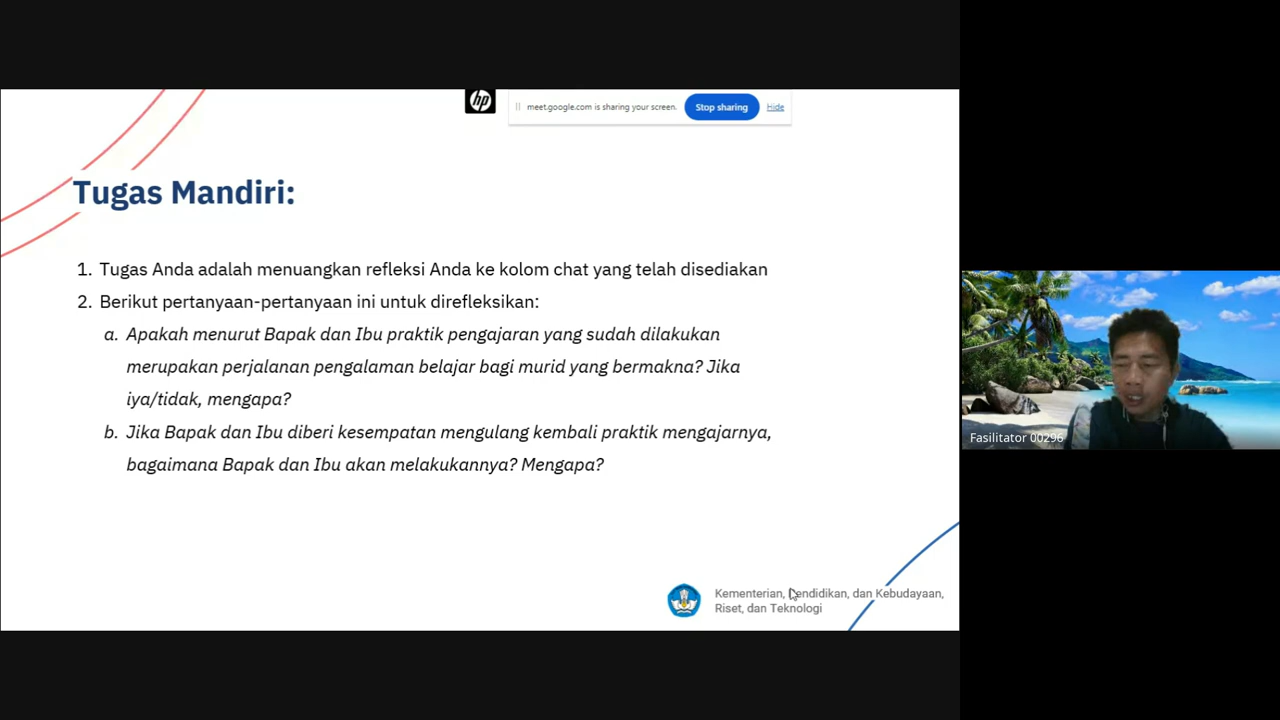 hp
meet.google.com is sharing your screen.
Stop sharing
Hide
Tugas Mandiri:
1. Tugas Anda adalah menuangkan refleksi Anda ke kolom chat yang telah disediakan
2. Berikut pertanyaan-pertanyaan ini untuk direfleksikan:
a. Apakah menurut Bapak dan Ibu praktik pengajaran yang sudah dilakukan
merupakan perjalanan pengalaman belajar bagi murid yang bermakna? Jika
iya/tidak, mengapa?
b. Jika Bapak dan Ibu diberi kesempatan mengulang kembali praktik mengajarnya,
bagaimana Bapak dan Ibu akan melakukannya? Mengapa?
Fasilitator 00296
Kementerian, Pendidikan, dan Kebudayaan,
Riset, dan Teknologi